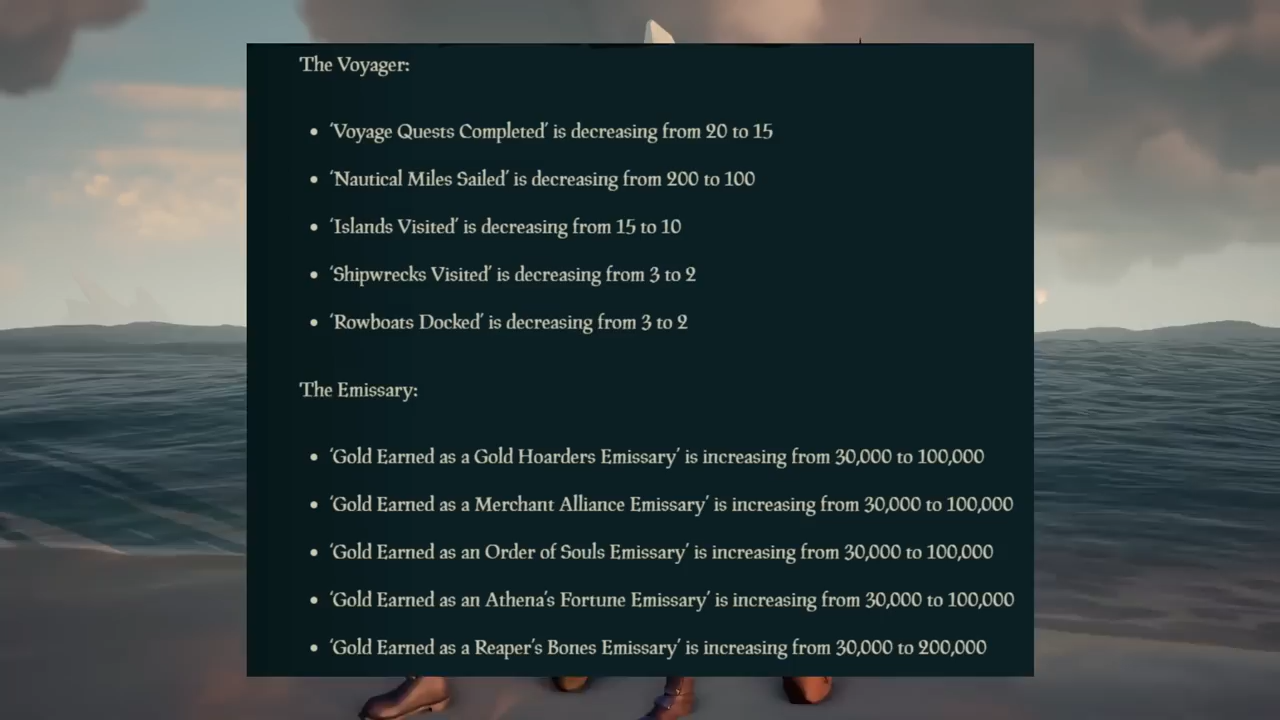 The Voyager:
• ‘Voyage Quests Completed’ is decreasing from 20 to 15
• ‘Nautical Miles Sailed’ is decreasing from 200 to 100
• ‘Islands Visited’ is decreasing from 15 to 10
• ‘Shipwrecks Visited’ is decreasing from 3 to 2
• ‘Rowboats Docked’ is decreasing from 3 to 2
The Emissary:
• ‘Gold Earned as a Gold Hoarders Emissary’ is increasing from 30,000 to 100,000
• ‘Gold Earned as a Merchant Alliance Emissary’ is increasing from 30,000 to 100,000
• ‘Gold Earned as an Order of Souls Emissary’ is increasing from 30,000 to 100,000
• ‘Gold Earned as an Athena’s Fortune Emissary’ is increasing from 30,000 to 100,000
• ‘Gold Earned as a Reaper’s Bones Emissary’ is increasing from 30,000 to 200,000